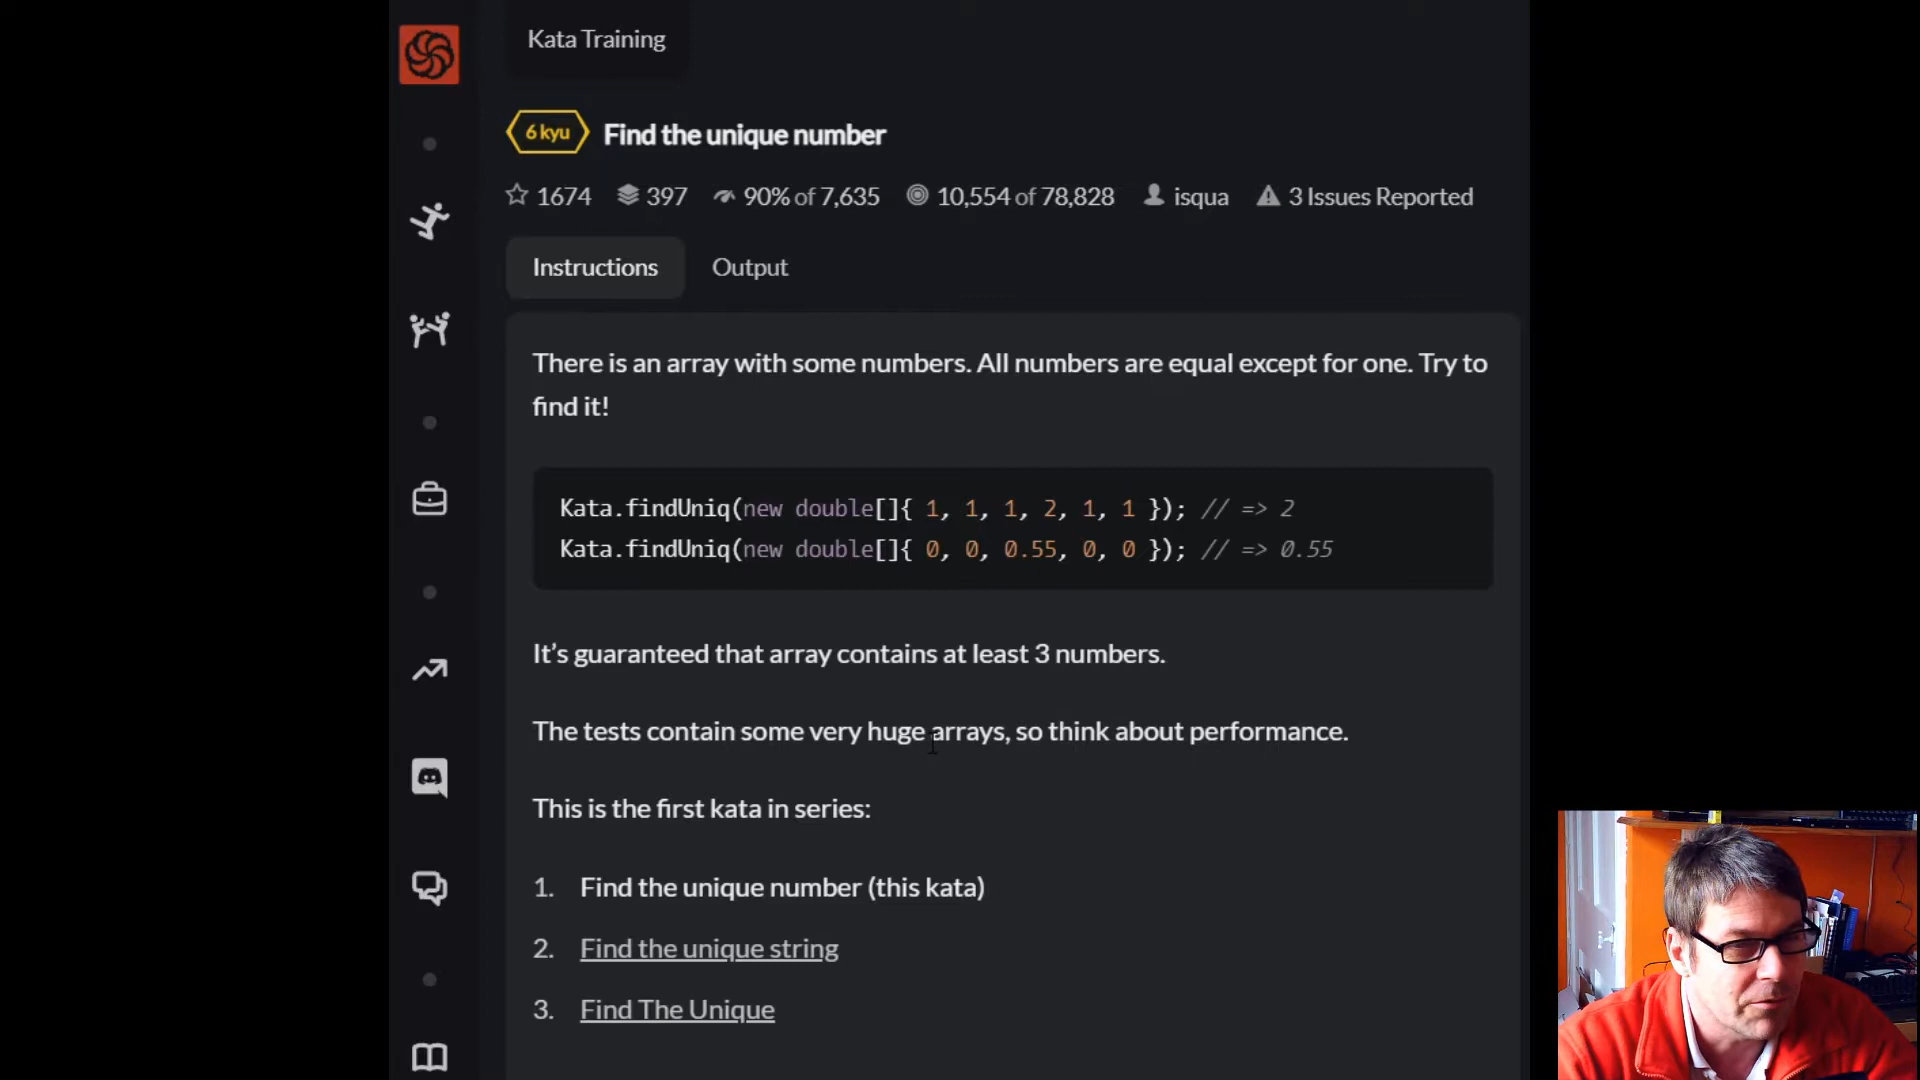 Kata Training
6 kyu Find the unique number
1674 397 90% of 7,635 10,554 of 78,828 isqua 3 Issues Reported
Instructions Output
There is an array with some numbers. All numbers are equal except for one. Try to
find it!
Kata.findUniq(new double[]{ 1, 1, 1, 2, 1, 1 }); // => 2
Kata.findUniq(new double[]{ 0, 0, 0.55, 0, 0 }); // => 0.55
It’s guaranteed that array contains at least 3 numbers.
The tests contain some very huge arrays, so think about performance.
This is the first kata in series:
1. Find the unique number (this kata)
2. Find the unique string
3. Find The Unique